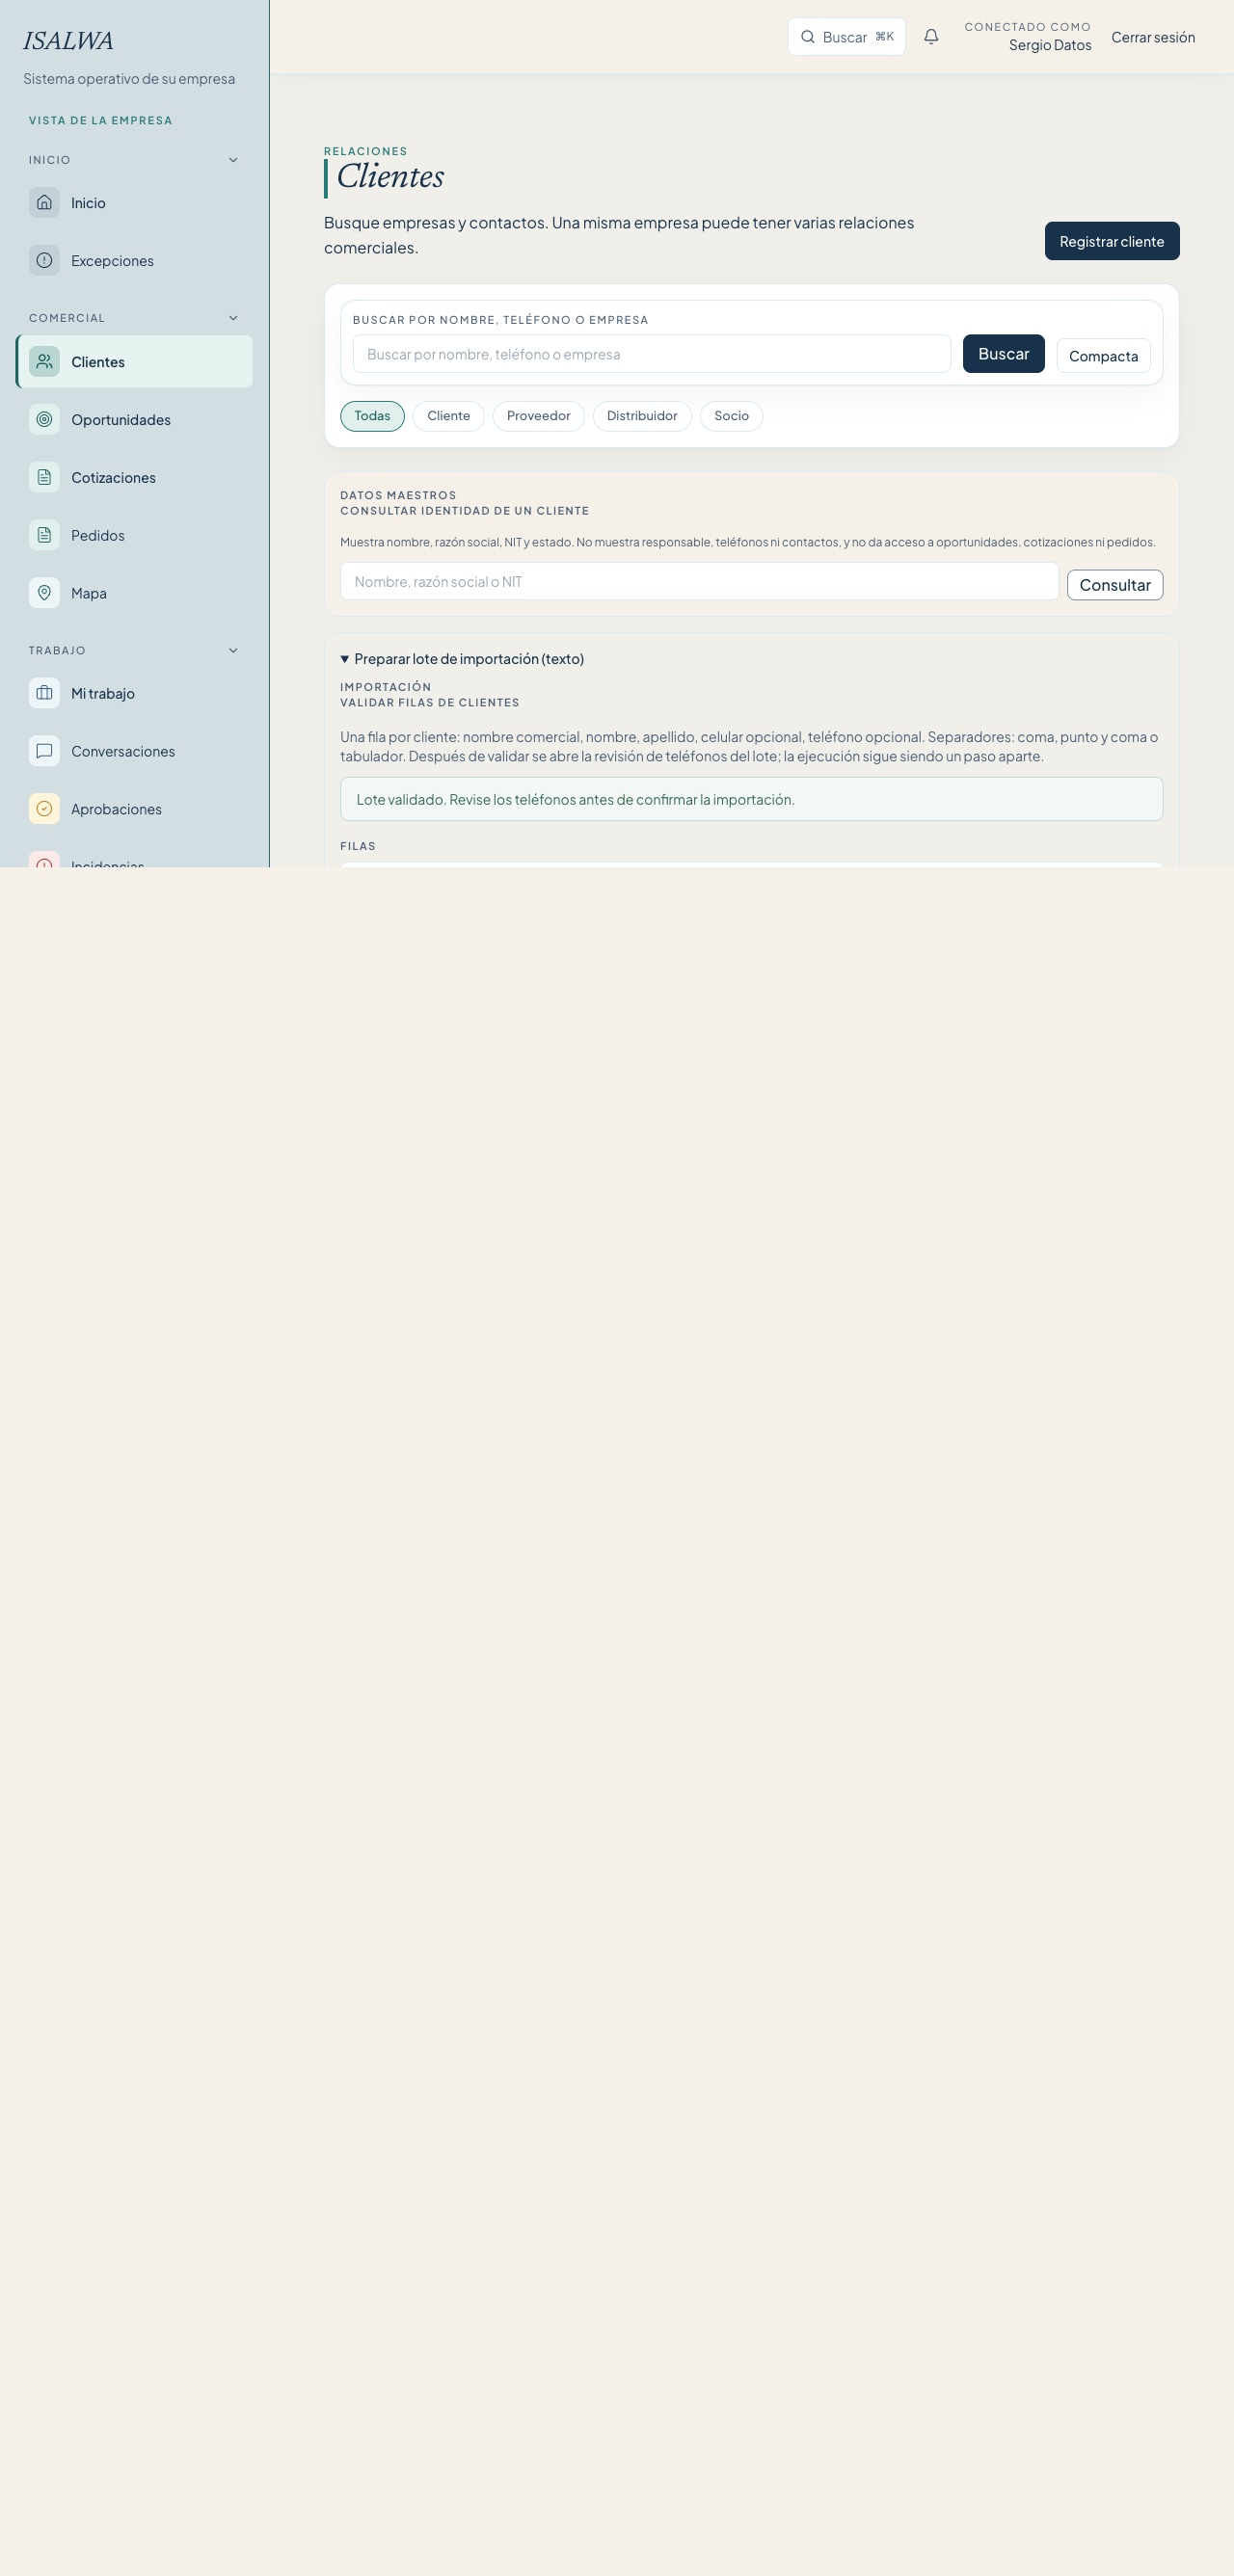 ISALWA
Sistema operativo de su empresa
VISTA DE LA EMPRESA
INICIO
Inicio
Excepciones
COMERCIAL
Clientes
Oportunidades
Cotizaciones
Pedidos
Mapa
TRABAJO
Mi trabajo
Conversaciones
Aprobaciones
Incidencias
Buscar ⌘K
CONECTADO COMO
Sergio Datos
Cerrar sesión
RELACIONES
Clientes
Busque empresas y contactos. Una misma empresa puede tener varias relaciones
comerciales.
Registrar cliente
BUSCAR POR NOMBRE, TELÉFONO O EMPRESA
Buscar por nombre, teléfono o empresa
Buscar
Compacta
Todas
Cliente
Proveedor
Distribuidor
Socio
DATOS MAESTROS
CONSULTAR IDENTIDAD DE UN CLIENTE
Muestra nombre, razón social, NIT y estado. No muestra responsable, teléfonos ni contactos, y no da acceso a oportunidades, cotizaciones ni pedidos.
Nombre, razón social o NIT
Consultar
▼ Preparar lote de importación (texto)
IMPORTACIÓN
VALIDAR FILAS DE CLIENTES
Una fila por cliente: nombre comercial, nombre, apellido, celular opcional, teléfono opcional. Separadores: coma, punto y coma o
tabulador. Después de validar se abre la revisión de teléfonos del lote; la ejecución sigue siendo un paso aparte.
Lote validado. Revise los teléfonos antes de confirmar la importación.
FILAS